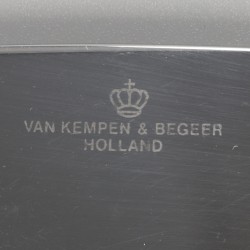 VAN KEMPEN & BEGEER
HOLLAND